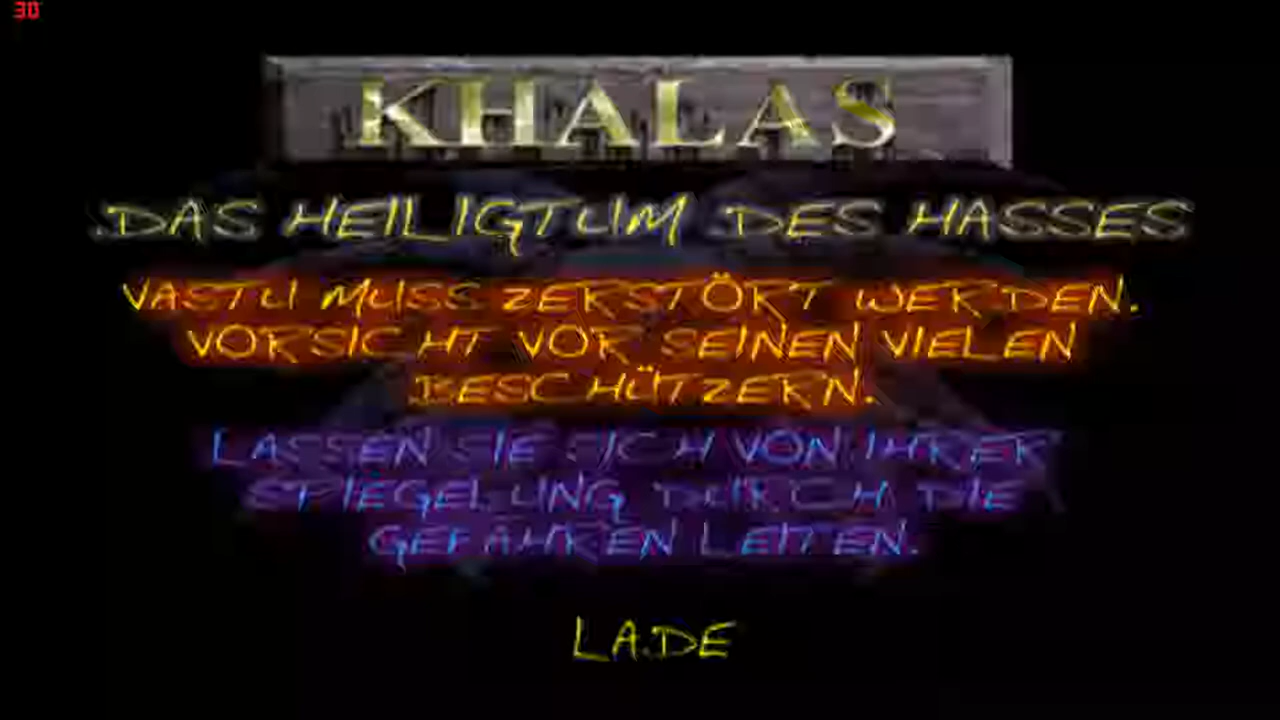 30
KHALAS
DAS HEILIGTUM DES HASSES
VASTU MUSS ZERSTÖRT WERDEN.
VORSICHT VOR SEINEN VIELEN
BESCHÜTZERN.
LASSEN SIE SICH VON IHRER
SPIEGELUNG DURCH DIE
GEFAHREN LEITEN.
LADE